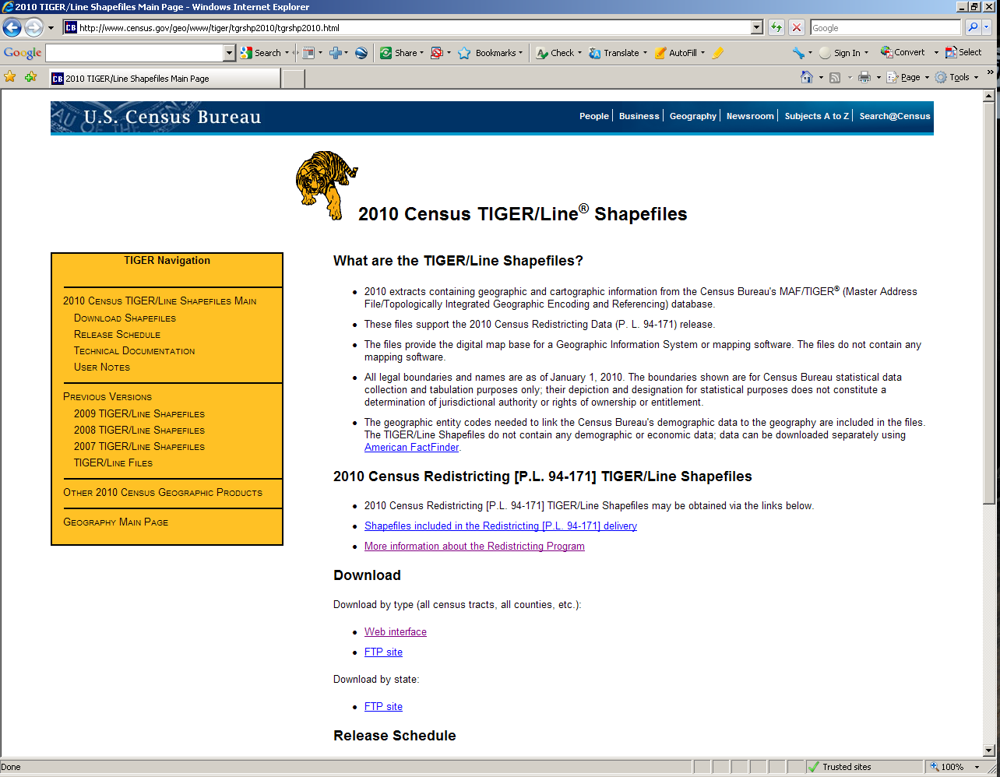 2010 TIGER/Line Shapefiles Main Page - Windows Internet Explorer
CB http://www.census.gov/geo/www/tiger/tgrshp2010/tgrshp2010.html
Google
Google Search Share Bookmarks Check Translate AutoFill Sign In Convert Select
CB 2010 TIGER/Line Shapefiles Main Page
Page Tools
U.S. Census Bureau
People | Business | Geography | Newsroom | Subjects A to Z | Search@Census
2010 Census TIGER/Line® Shapefiles
TIGER Navigation
2010 Census TIGER/Line Shapefiles Main
Download Shapefiles
Release Schedule
Technical Documentation
User Notes
Previous Versions
2009 TIGER/Line Shapefiles
2008 TIGER/Line Shapefiles
2007 TIGER/Line Shapefiles
TIGER/Line Files
Other 2010 Census Geographic Products
Geography Main Page
What are the TIGER/Line Shapefiles?
• 2010 extracts containing geographic and cartographic information from the Census Bureau's MAF/TIGER® (Master Address
File/Topologically Integrated Geographic Encoding and Referencing) database.
• These files support the 2010 Census Redistricting Data (P. L. 94-171) release.
• The files provide the digital map base for a Geographic Information System or mapping software. The files do not contain any
mapping software.
• All legal boundaries and names are as of January 1, 2010. The boundaries shown are for Census Bureau statistical data
collection and tabulation purposes only; their depiction and designation for statistical purposes does not constitute a
determination of jurisdictional authority or rights of ownership or entitlement.
• The geographic entity codes needed to link the Census Bureau's demographic data to the geography are included in the files.
The TIGER/Line Shapefiles do not contain any demographic or economic data; data can be downloaded separately using
American FactFinder.
2010 Census Redistricting [P.L. 94-171] TIGER/Line Shapefiles
• 2010 Census Redistricting [P.L. 94-171] TIGER/Line Shapefiles may be obtained via the links below.
• Shapefiles included in the Redistricting [P.L. 94-171] delivery
• More information about the Redistricting Program
Download
Download by type (all census tracts, all counties, etc.):
• Web interface
• FTP site
Download by state:
• FTP site
Release Schedule
Done
Trusted sites
100%